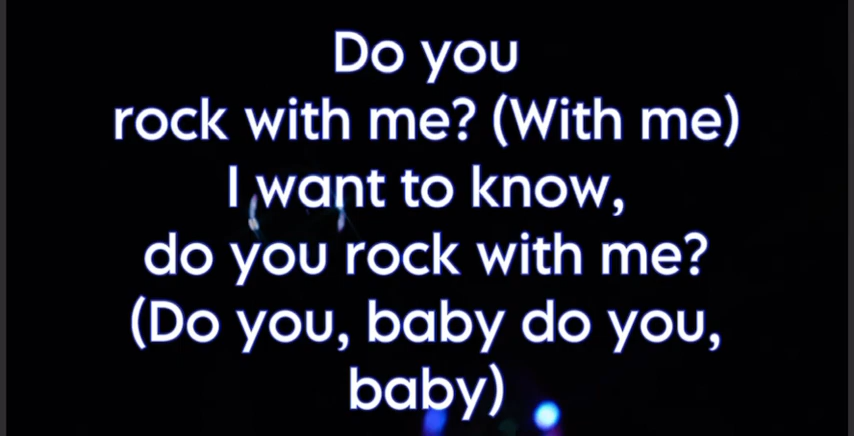 Do you
rock with me? (With me)
I want to know,
do you rock with me?
(Do you, baby do you,
baby)